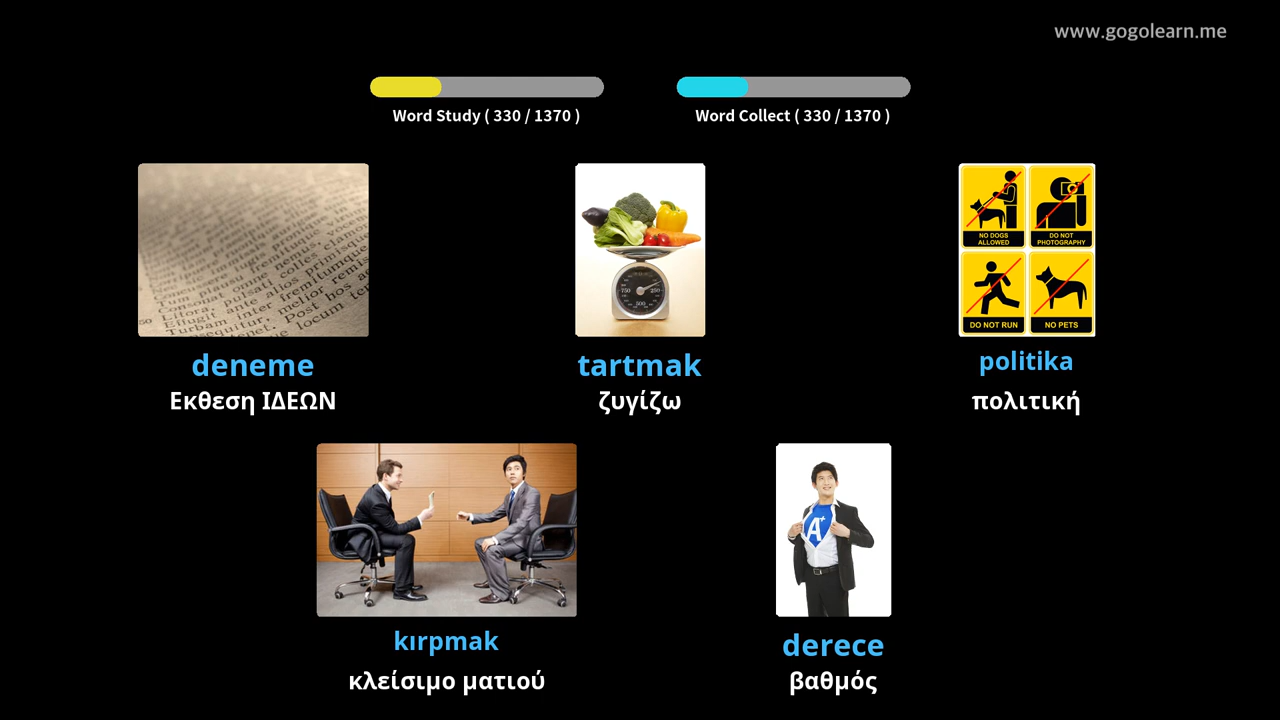 www.gogolearn.me
Word Study ( 330 / 1370 )
Word Collect ( 330 / 1370 )
NO DOGS
ALLOWED
DO NOT
PHOTOGRAPHY
DO NOT RUN
NO PETS
deneme
Εκθεση ΙΔΕΩΝ
tartmak
ζυγίζω
politika
πολιτική
A+
kırpmak
κλείσιμο ματιού
derece
βαθμός